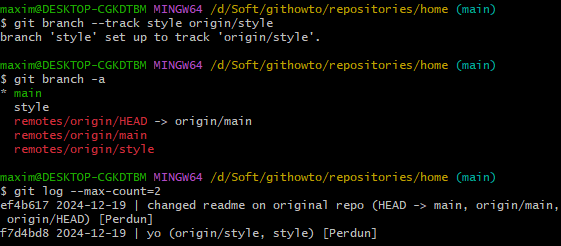 maxim@DESKTOP-CGKDTBM MINGW64 /d/Soft/githowto/repositories/home (main)
$ git branch --track style origin/style
branch 'style' set up to track 'origin/style'.

maxim@DESKTOP-CGKDTBM MINGW64 /d/Soft/githowto/repositories/home (main)
$ git branch -a
* main
  style
  remotes/origin/HEAD -> origin/main
  remotes/origin/main
  remotes/origin/style

maxim@DESKTOP-CGKDTBM MINGW64 /d/Soft/githowto/repositories/home (main)
$ git log --max-count=2
ef4b617 2024-12-19 | changed readme on original repo (HEAD -> main, origin/main,
 origin/HEAD) [Perdun]
f7d4bd8 2024-12-19 | yo (origin/style, style) [Perdun]